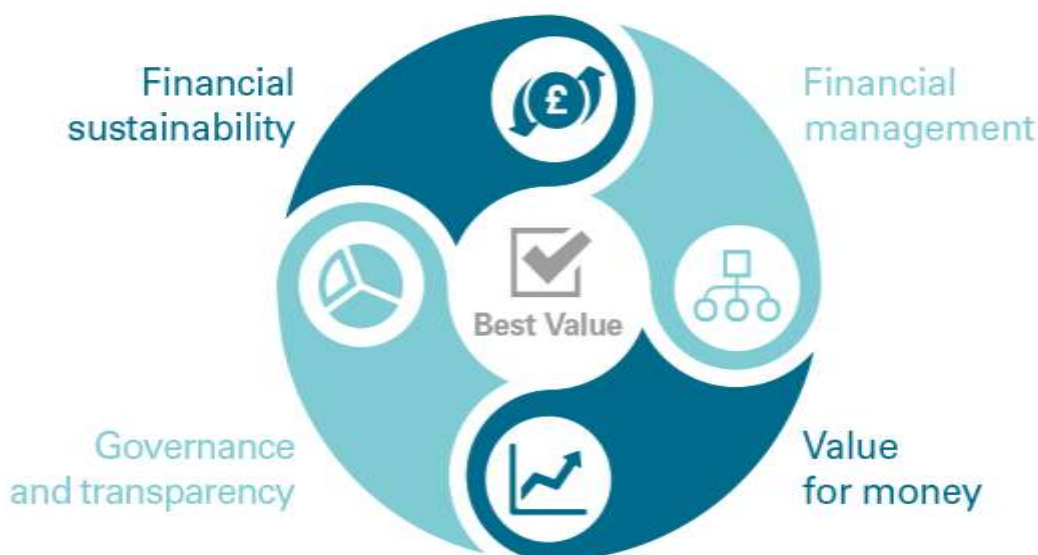 Financial
sustainability
£
Financial
management
Best Value
Governance
and transparency
Value
for money